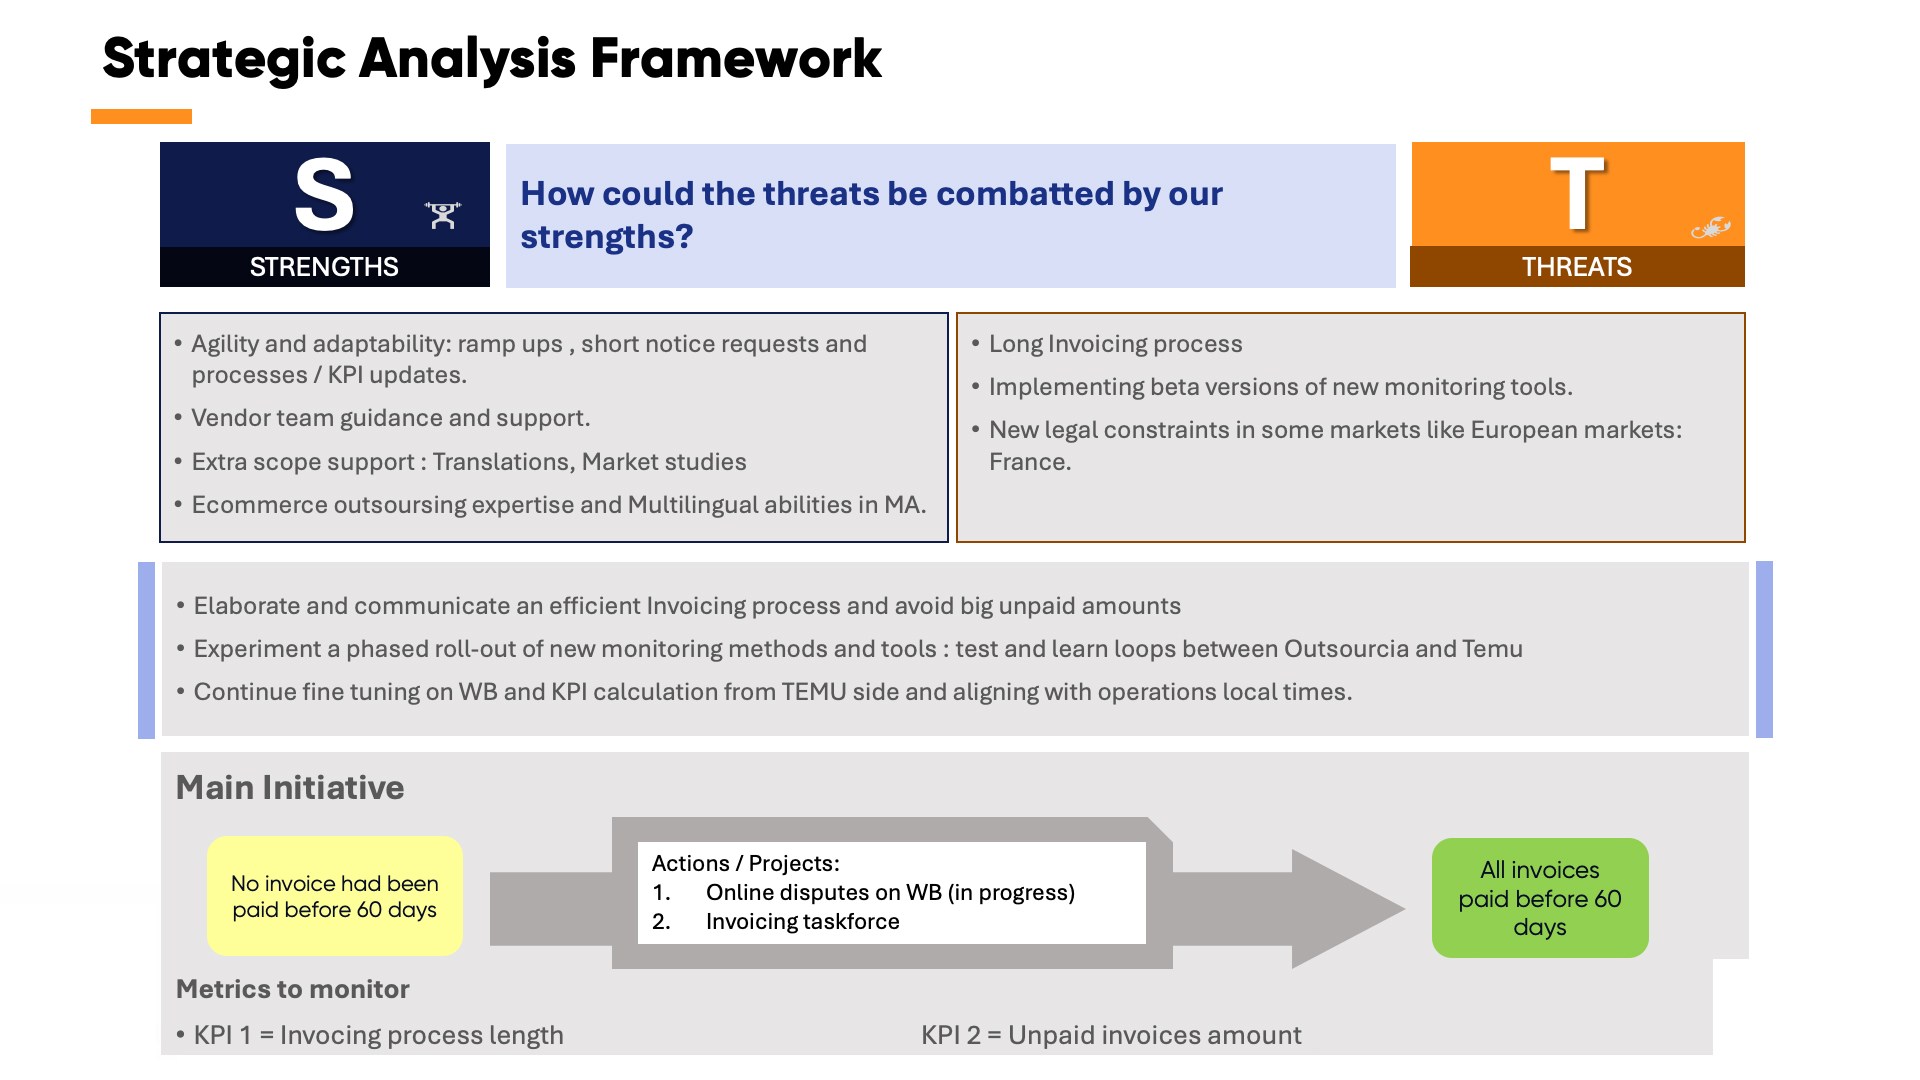 Strategic Analysis Framework
S
STRENGTHS
How could the threats be combatted by our
strengths?
T
THREATS
• Agility and adaptability: ramp ups , short notice requests and
processes / KPI updates.
• Vendor team guidance and support.
• Extra scope support : Translations, Market studies
• Ecommerce outsoursing expertise and Multilingual abilities in MA.
• Long Invoicing process
• Implementing beta versions of new monitoring tools.
• New legal constraints in some markets like European markets:
France.
• Elaborate and communicate an efficient Invoicing process and avoid big unpaid amounts
• Experiment a phased roll-out of new monitoring methods and tools : test and learn loops between Outsourcia and Temu
• Continue fine tuning on WB and KPI calculation from TEMU side and aligning with operations local times.
Main Initiative
No invoice had been
paid before 60 days
Actions / Projects:
1. Online disputes on WB (in progress)
2. Invoicing taskforce
All invoices
paid before 60
days
Metrics to monitor
• KPI 1 = Invocing process length
KPI 2 = Unpaid invoices amount